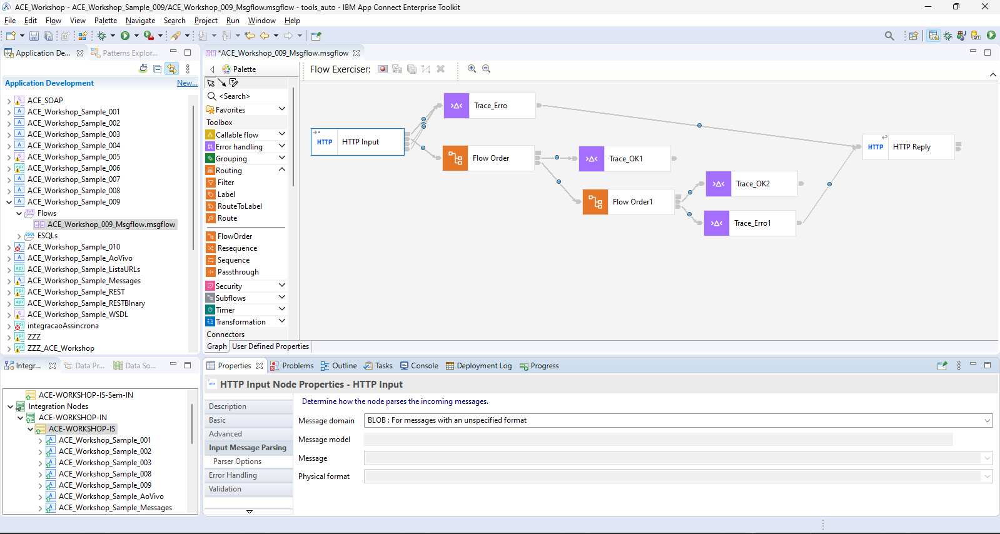 ACE_Workshop - ACE_Workshop_Sample_009/ACE_Workshop_009_Msgflow.msgflow - tools_auto - IBM App Connect Enterprise Toolkit
File Edit Flow View Palette Navigate Search Project Run Window Help
Application De... Patterns Explor...
Application Development New...
ACE_SOAP
ACE_Workshop_Sample_001
ACE_Workshop_Sample_002
ACE_Workshop_Sample_003
ACE_Workshop_Sample_004
ACE_Workshop_Sample_005
ACE_Workshop_Sample_006
ACE_Workshop_Sample_007
ACE_Workshop_Sample_008
ACE_Workshop_Sample_009
Flows
ACE_Workshop_009_Msgflow.msgflow
ESQLs
ACE_Workshop_Sample_010
ACE_Workshop_Sample_AoVivo
ACE_Workshop_Sample_ListaURLs
ACE_Workshop_Sample_Messages
ACE_Workshop_Sample_REST
ACE_Workshop_Sample_RESTBInary
ACE_Workshop_Sample_WSDL
integracaoAssincrona
ZZZ
ZZZ_ACE_Workshop
*ACE_Workshop_009_Msgflow.msgflow
Palette
<Search>
Favorites
Toolbox
Callable flow
Error handling
Grouping
Routing
Filter
Label
RouteToLabel
Route
FlowOrder
Resequence
Sequence
Passthrough
Security
Subflows
Timer
Transformation
Connectors
Graph User Defined Properties
Flow Exerciser:
Trace_Erro
HTTP HTTP Input
Flow Order
Trace_OK1
HTTP HTTP Reply
Trace_OK2
Flow Order1
Trace_Erro1
Integr... Data Pr... Data So...
ACE-WORKSHOP-IS-Sem-IN
Integration Nodes
ACE-WORKSHOP-IN
ACE-WORKSHOP-IS
ACE_Workshop_Sample_001
ACE_Workshop_Sample_002
ACE_Workshop_Sample_003
ACE_Workshop_Sample_008
ACE_Workshop_Sample_009
ACE_Workshop_Sample_AoVivo
ACE_Workshop_Sample_Messages
Properties Problems Outline Tasks Console Deployment Log Progress
HTTP Input Node Properties - HTTP Input
Description
Basic
Advanced
Input Message Parsing
Parser Options
Error Handling
Validation
Determine how the node parses the incoming messages.
Message domain BLOB : For messages with an unspecified format
Message model
Message
Physical format